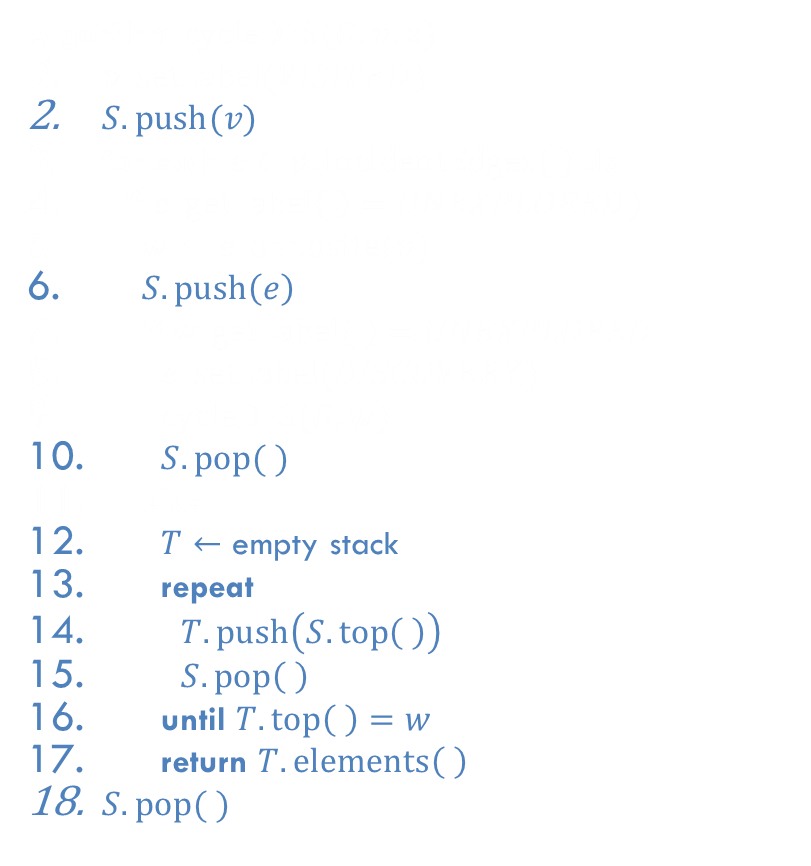 2. S.push(v)
6. S.push(e)
10. S.pop( )
12. T ← empty stack
13. repeat
14. T.push(S.top( ))
15. S.pop( )
16. until T.top( ) = w
17. return T.elements( )
18. S.pop( )